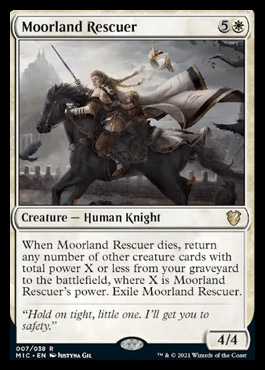 Moorland Rescuer 5
Creature — Human Knight
When Moorland Rescuer dies, return
any number of other creature cards with
total power X or less from your graveyard
to the battlefield, where X is Moorland
Rescuer's power. Exile Moorland Rescuer.
"Hold on tight, little one. I'll get you to
safety."
4/4
007/038 R
MIC • EN Justyna Gil ™ & © 2021 Wizards of the Coast